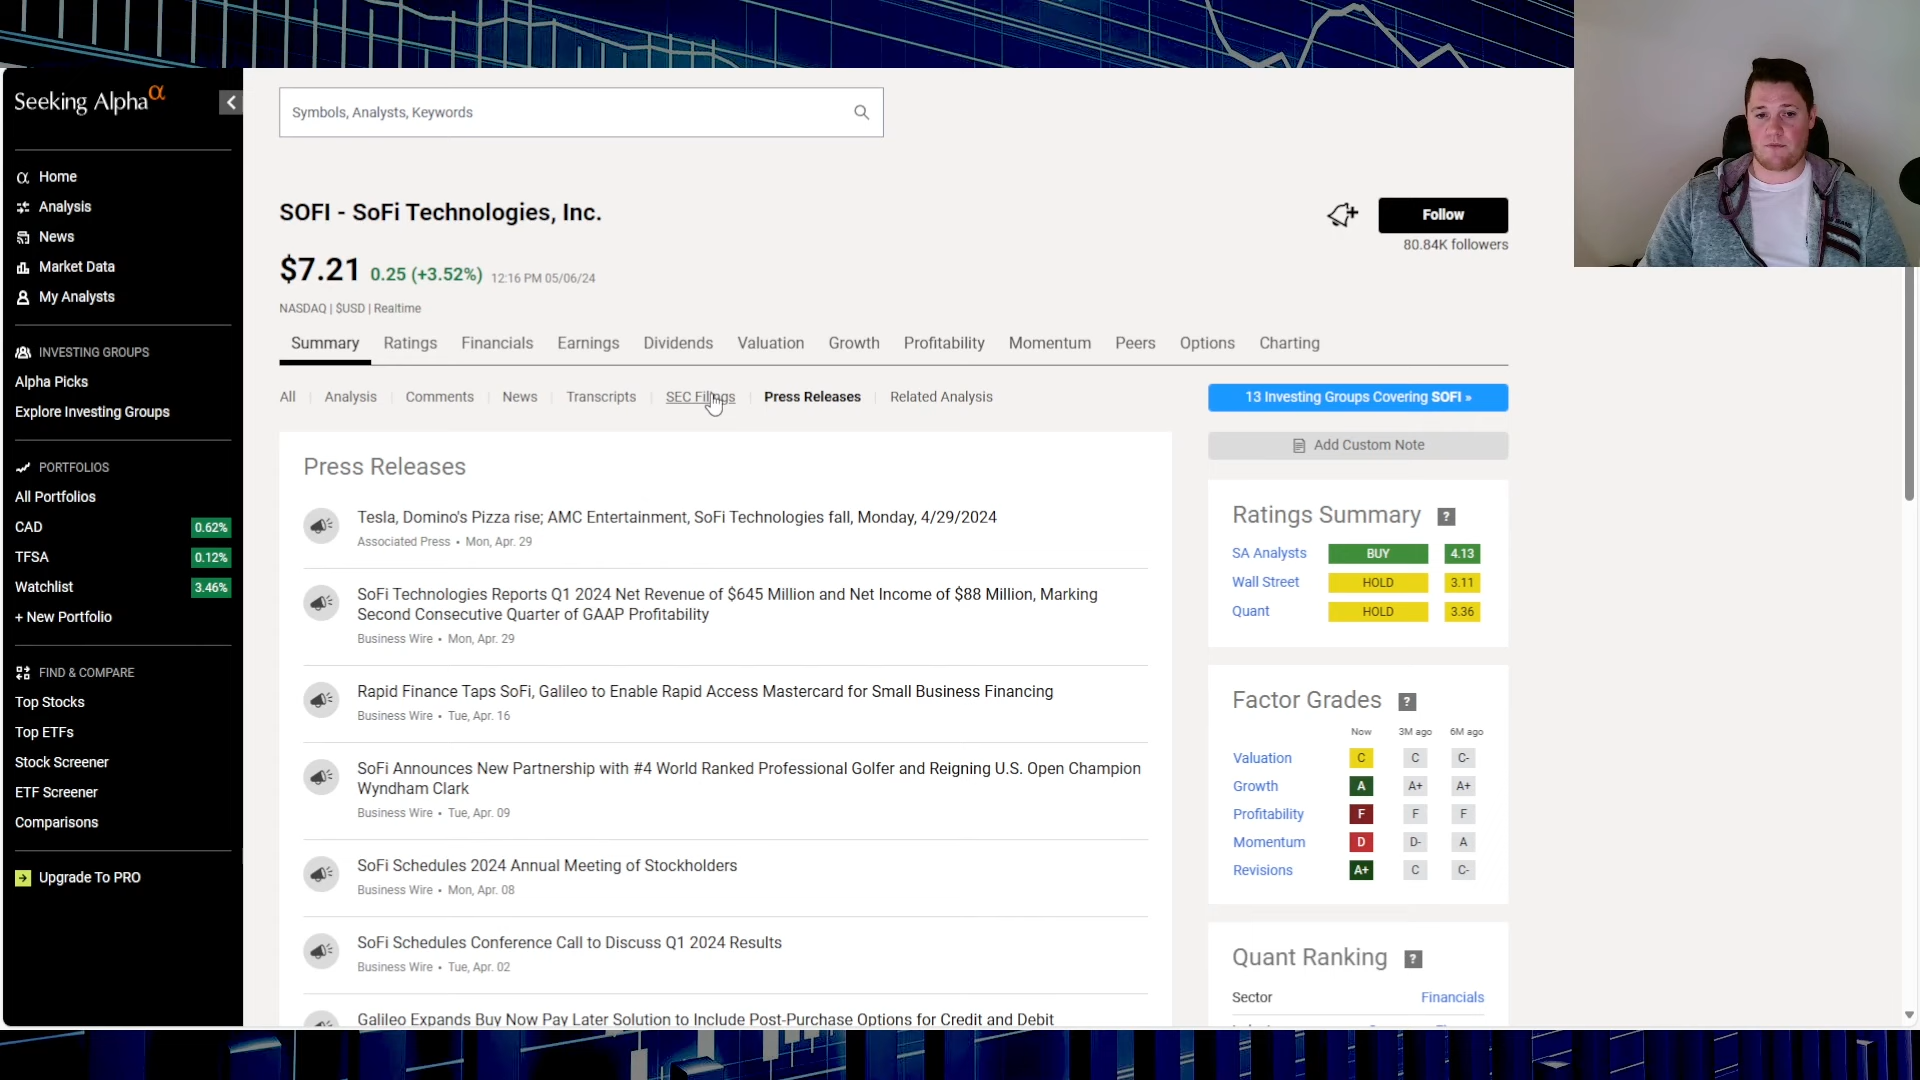 Seeking Alpha α
Home
Analysis
News
Market Data
My Analysts
INVESTING GROUPS
Alpha Picks
Explore Investing Groups
PORTFOLIOS
All Portfolios
CAD 0.62%
TFSA 0.12%
Watchlist 3.46%
+ New Portfolio
FIND & COMPARE
Top Stocks
Top ETFs
Stock Screener
ETF Screener
Comparisons
Upgrade To PRO
Symbols, Analysts, Keywords
SOFI - SoFi Technologies, Inc.
$7.21 0.25 (+3.52%) 12:16 PM 05/06/24
NASDAQ | $USD | Realtime
Follow
80.84K followers
Summary Ratings Financials Earnings Dividends Valuation Growth Profitability Momentum Peers Options Charting
All | Analysis | Comments | News | Transcripts | SEC Filings | Press Releases | Related Analysis
Press Releases
Tesla, Domino's Pizza rise; AMC Entertainment, SoFi Technologies fall, Monday, 4/29/2024
Associated Press • Mon, Apr. 29
SoFi Technologies Reports Q1 2024 Net Revenue of $645 Million and Net Income of $88 Million, Marking
Second Consecutive Quarter of GAAP Profitability
Business Wire • Mon, Apr. 29
Rapid Finance Taps SoFi, Galileo to Enable Rapid Access Mastercard for Small Business Financing
Business Wire • Tue, Apr. 16
SoFi Announces New Partnership with #4 World Ranked Professional Golfer and Reigning U.S. Open Champion
Wyndham Clark
Business Wire • Tue, Apr. 09
SoFi Schedules 2024 Annual Meeting of Stockholders
Business Wire • Mon, Apr. 08
SoFi Schedules Conference Call to Discuss Q1 2024 Results
Business Wire • Tue, Apr. 02
Galileo Expands Buy Now Pay Later Solution to Include Post-Purchase Options for Credit and Debit
13 Investing Groups Covering SOFI »
Add Custom Note
Ratings Summary ?
SA Analysts BUY 4.13
Wall Street HOLD 3.11
Quant HOLD 3.36
Factor Grades ?
Now 3M ago 6M ago
Valuation C C C-
Growth A A+ A+
Profitability F F F
Momentum D D- A
Revisions A+ C C-
Quant Ranking ?
Sector Financials